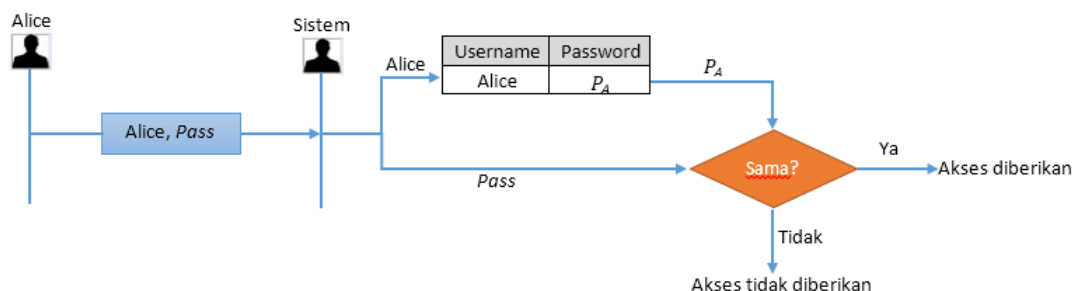 Alice
Sistem
Username Password
Alice P_A
Alice
P_A
Alice, Pass
Pass
Sama?
Ya
Akses diberikan
Tidak
Akses tidak diberikan